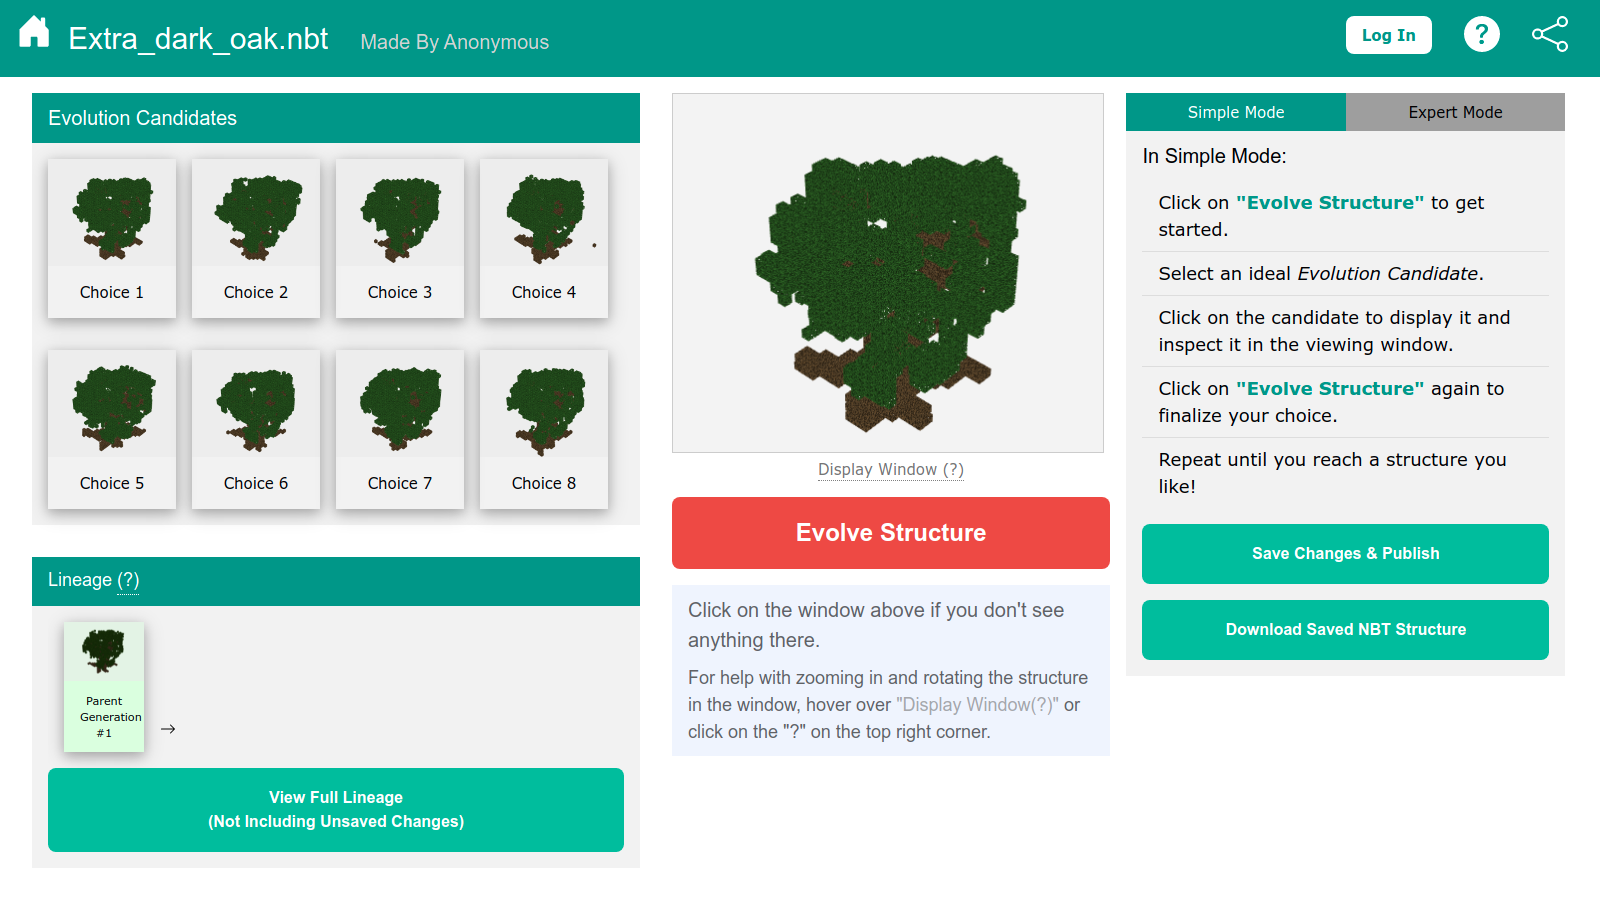 Extra_dark_oak.nbt
Made By Anonymous
Log In
?
Evolution Candidates
Choice 1
Choice 2
Choice 3
Choice 4
Choice 5
Choice 6
Choice 7
Choice 8
Lineage (?)
Parent
Generation
#1
→
View Full Lineage
(Not Including Unsaved Changes)
Display Window (?)
Evolve Structure
Click on the window above if you don't see
anything there.
For help with zooming in and rotating the structure
in the window, hover over "Display Window(?)" or
click on the "?" on the top right corner.
Simple Mode
Expert Mode
In Simple Mode:
Click on "Evolve Structure" to get
started.
Select an ideal Evolution Candidate.
Click on the candidate to display it and
inspect it in the viewing window.
Click on "Evolve Structure" again to
finalize your choice.
Repeat until you reach a structure you
like!
Save Changes & Publish
Download Saved NBT Structure